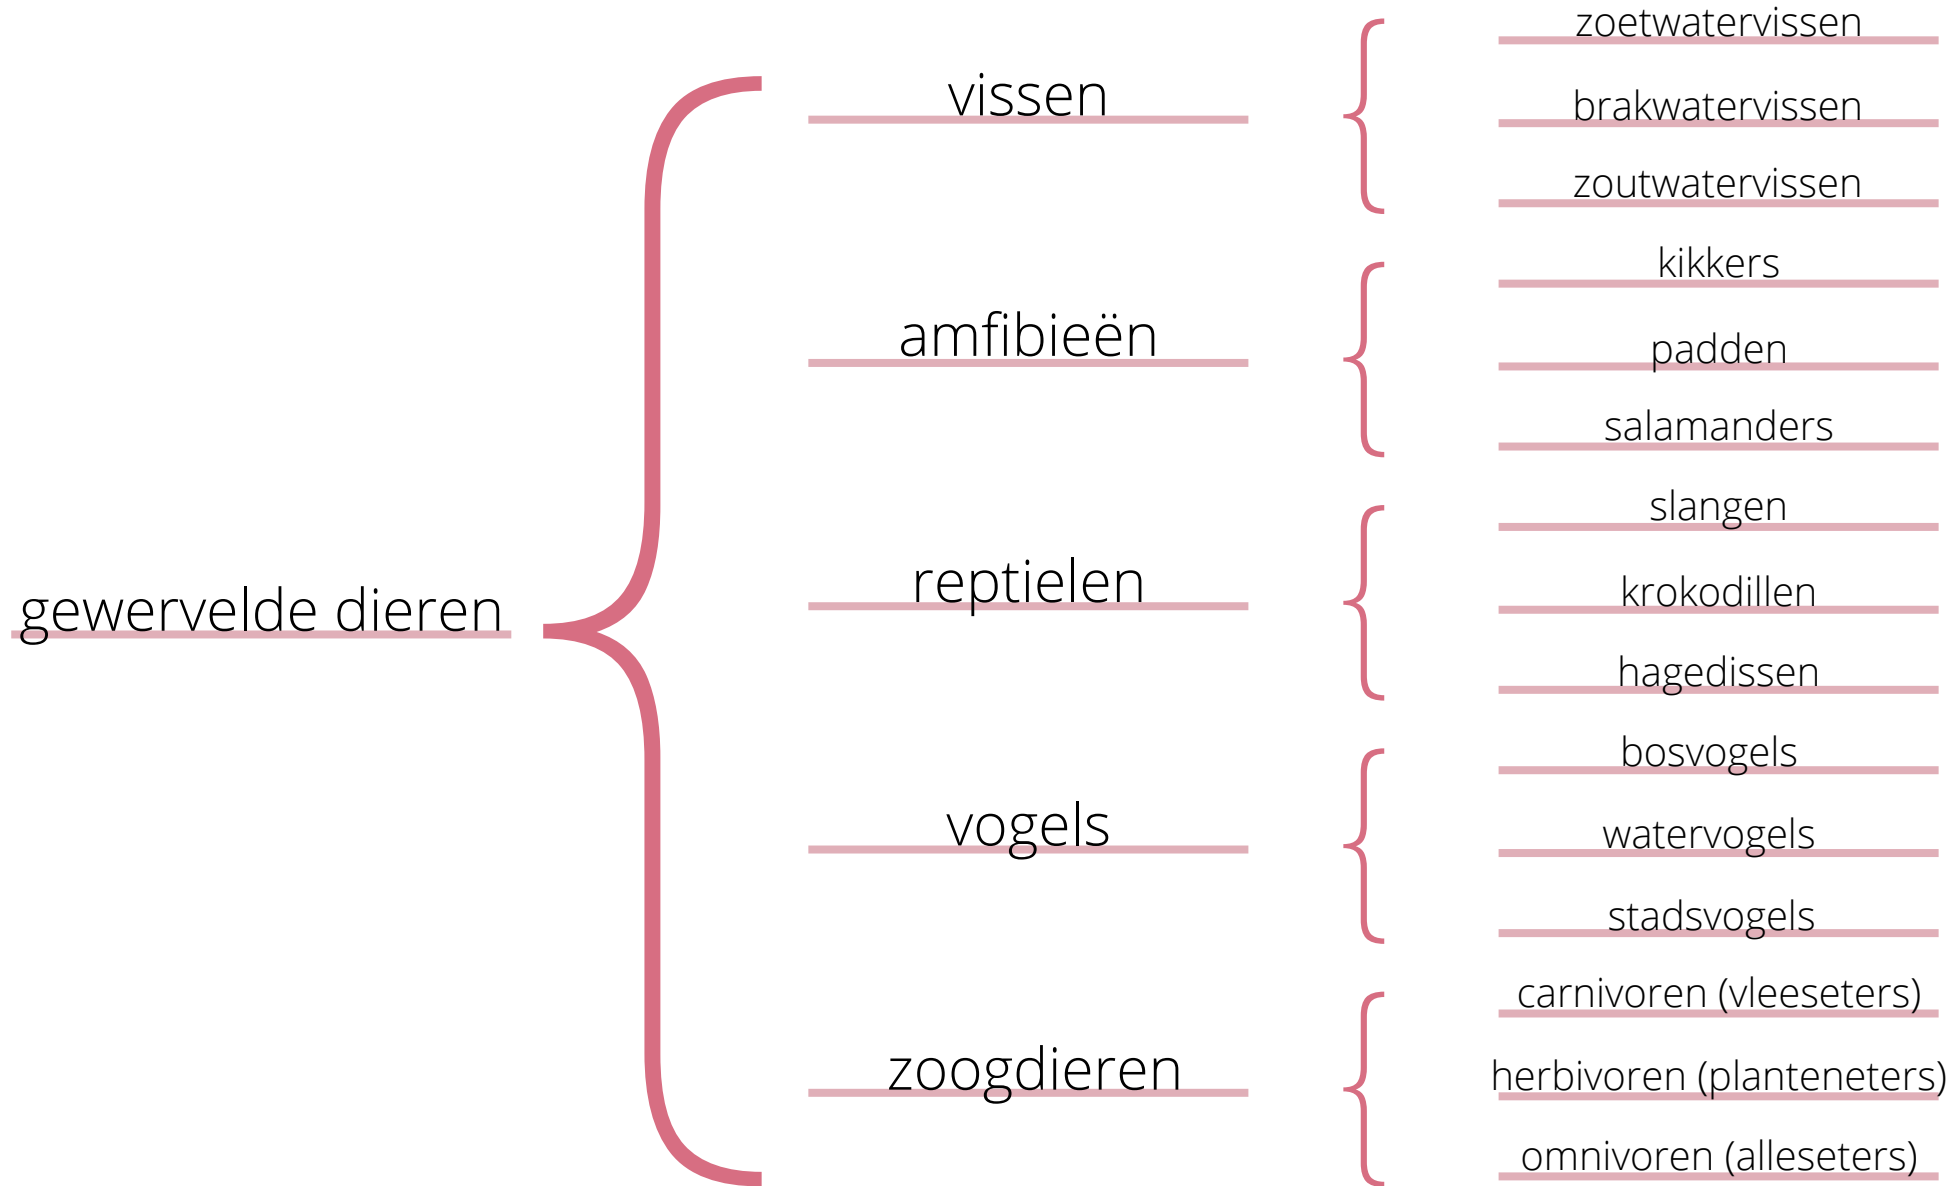 gewervelde dieren
vissen
zoetwatervissen
brakwatervissen
zoutwatervissen
amfibieën
kikkers
padden
salamanders
reptielen
slangen
krokodillen
hagedissen
vogels
bosvogels
watervogels
stadsvogels
zoogdieren
carnivoren (vleeseters)
herbivoren (planteneters)
omnivoren (alleseters)